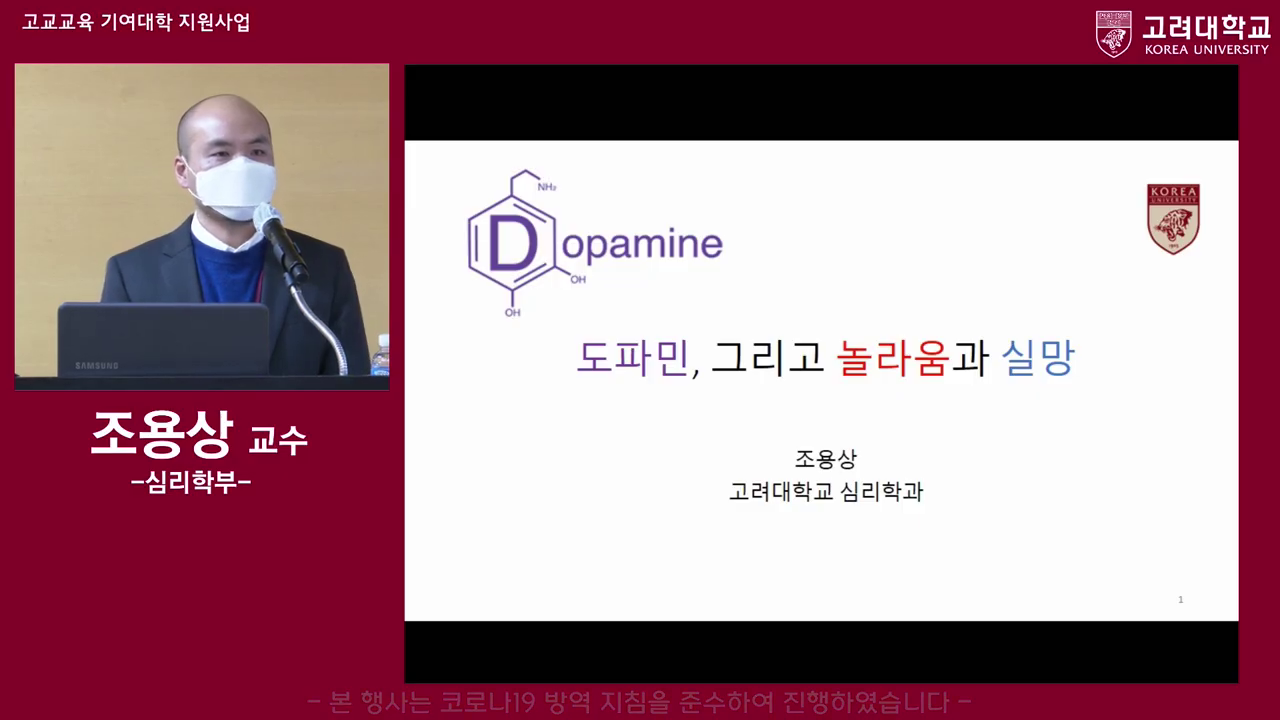 고교교육 기여대학 지원사업
고려대학교
KOREA UNIVERSITY
SAMSUNG
조용상 교수
-심리학부-
NH₂
Dopamine
OH
OH
KOREA
UNIVERSITY
도파민, 그리고 놀라움과 실망
조용상
고려대학교 심리학과
1
- 본 행사는 코로나19 방역 지침을 준수하여 진행하였습니다 -